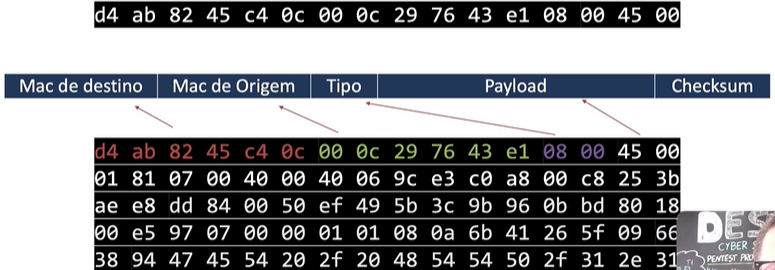 d4 ab 82 45 c4 0c 00 0c 29 76 43 e1 08 00 45 00
Mac de destino Mac de Origem Tipo Payload Checksum
d4 ab 82 45 c4 0c 00 0c 29 76 43 e1 08 00 45 00
01 81 07 00 40 00 40 06 9c e3 c0 a8 00 c8 25 3b
ae e8 dd 84 00 50 ef 49 5b 3c 9b 96 0b bd 80 18
00 e5 97 07 00 00 01 01 08 0a 6b 41 26 5f 09 66
38 94 47 45 54 20 2f 20 48 54 54 50 2f 31 2e 31
DES
CYBER
PENTEST PRO